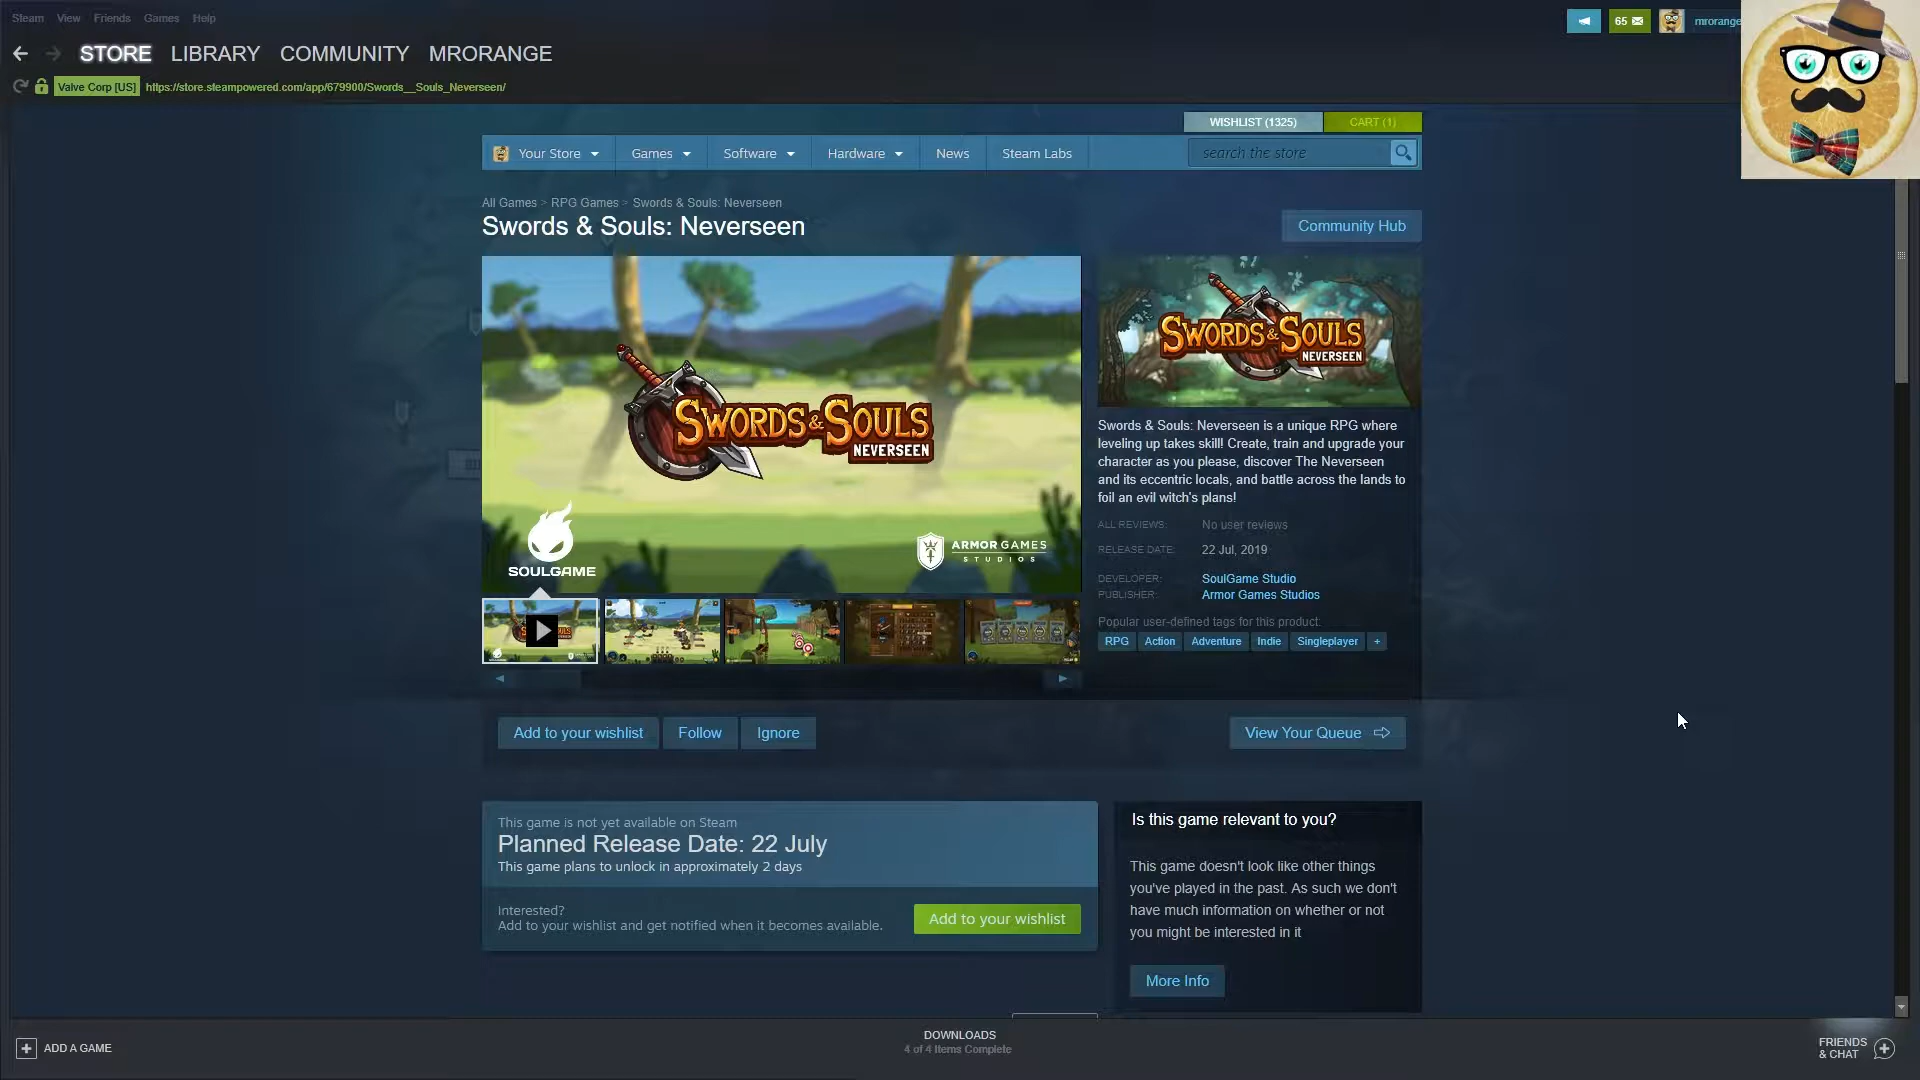 Steam View Friends Games Help
65
mrorange
STORE LIBRARY COMMUNITY MRORANGE
Valve Corp [US] https://store.steampowered.com/app/679900/Swords__Souls_Neverseen/
WISHLIST (1325) CART (1)
Your Store Games Software Hardware News Steam Labs search the store
All Games > RPG Games > Swords & Souls: Neverseen
Swords & Souls: Neverseen
Community Hub
SWORDS & SOULS
NEVERSEEN
SOULGAME
ARMOR GAMES
STUDIOS
SWORDS & SOULS
NEVERSEEN
Swords & Souls: Neverseen is a unique RPG where
leveling up takes skill! Create, train and upgrade your
character as you please, discover The Neverseen
and its eccentric locals, and battle across the lands to
foil an evil witch's plans!
ALL REVIEWS: No user reviews
RELEASE DATE: 22 Jul, 2019
DEVELOPER: SoulGame Studio
PUBLISHER: Armor Games Studios
Popular user-defined tags for this product:
RPG Action Adventure Indie Singleplayer +
Add to your wishlist Follow Ignore
View Your Queue
This game is not yet available on Steam
Planned Release Date: 22 July
This game plans to unlock in approximately 2 days
Interested?
Add to your wishlist and get notified when it becomes available.
Add to your wishlist
Is this game relevant to you?
This game doesn't look like other things
you've played in the past. As such we don't
have much information on whether or not
you might be interested in it
More Info
ADD A GAME
DOWNLOADS
4 of 4 Items Complete
FRIENDS
& CHAT